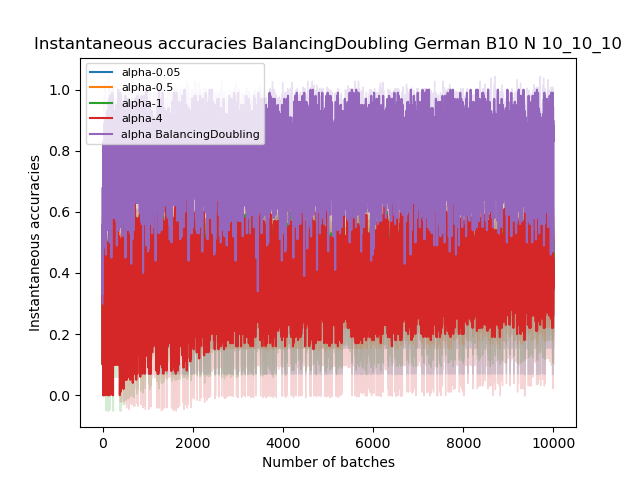 Instantaneous accuracies BalancingDoubling German B10 N 10_10_10
alpha-0.05
alpha-0.5
alpha-1
alpha-4
alpha BalancingDoubling
1.0
0.8
0.6
0.4
0.2
0.0
Instantaneous accuracies
0 2000 4000 6000 8000 10000
Number of batches